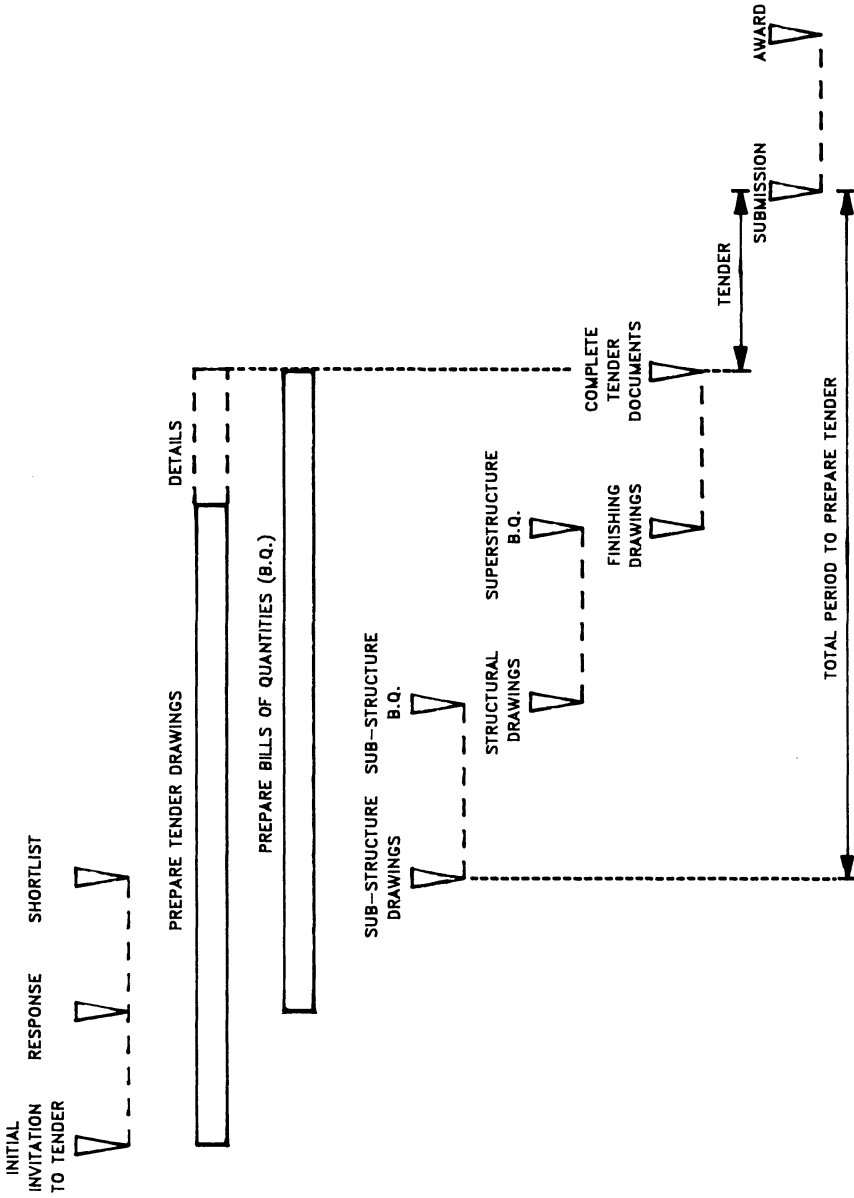 INITIAL
INVITATION
TO TENDER
RESPONSE
SHORTLIST
PREPARE TENDER DRAWINGS
DETAILS
PREPARE BILLS OF QUANTITIES (B.Q.)
SUB-STRUCTURE
DRAWINGS
SUB-STRUCTURE
B.Q.
STRUCTURAL
DRAWINGS
SUPERSTRUCTURE
B.Q.
FINISHING
DRAWINGS
COMPLETE
TENDER
DOCUMENTS
TENDER
SUBMISSION
AWARD
TOTAL PERIOD TO PREPARE TENDER